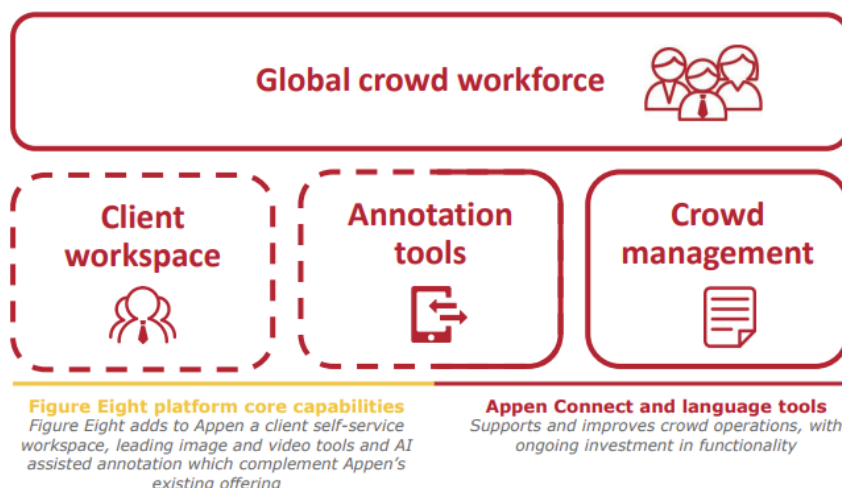 Global crowd workforce
Client
workspace
Annotation
tools
Crowd
management
Figure Eight platform core capabilities
Figure Eight adds to Appen a client self-service
workspace, leading image and video tools and AI
assisted annotation which complement Appen's
existing offering
Appen Connect and language tools
Supports and improves crowd operations, with
ongoing investment in functionality